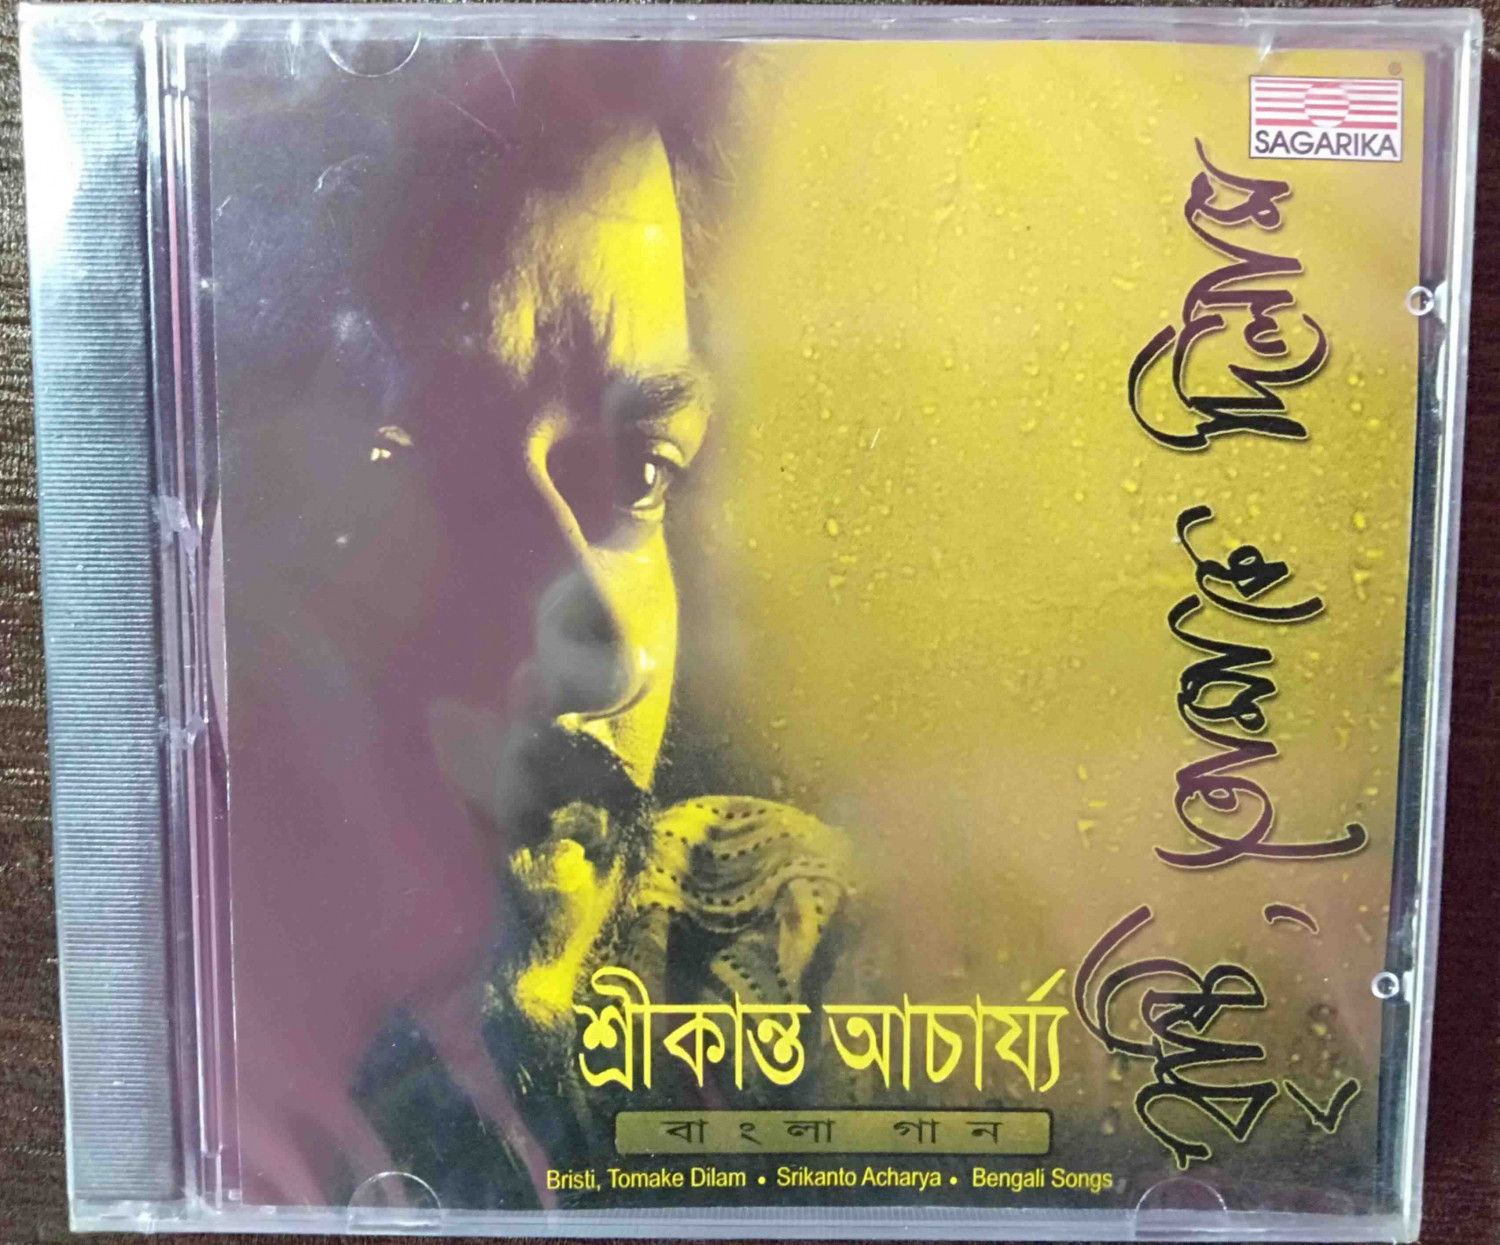 SAGARIKA
বৃষ্টি, তোমাকে দিলাম
শ্রীকান্ত আচার্য্য
বাংলা গান
Bristi, Tomake Dilam • Srikanto Acharya • Bengali Songs